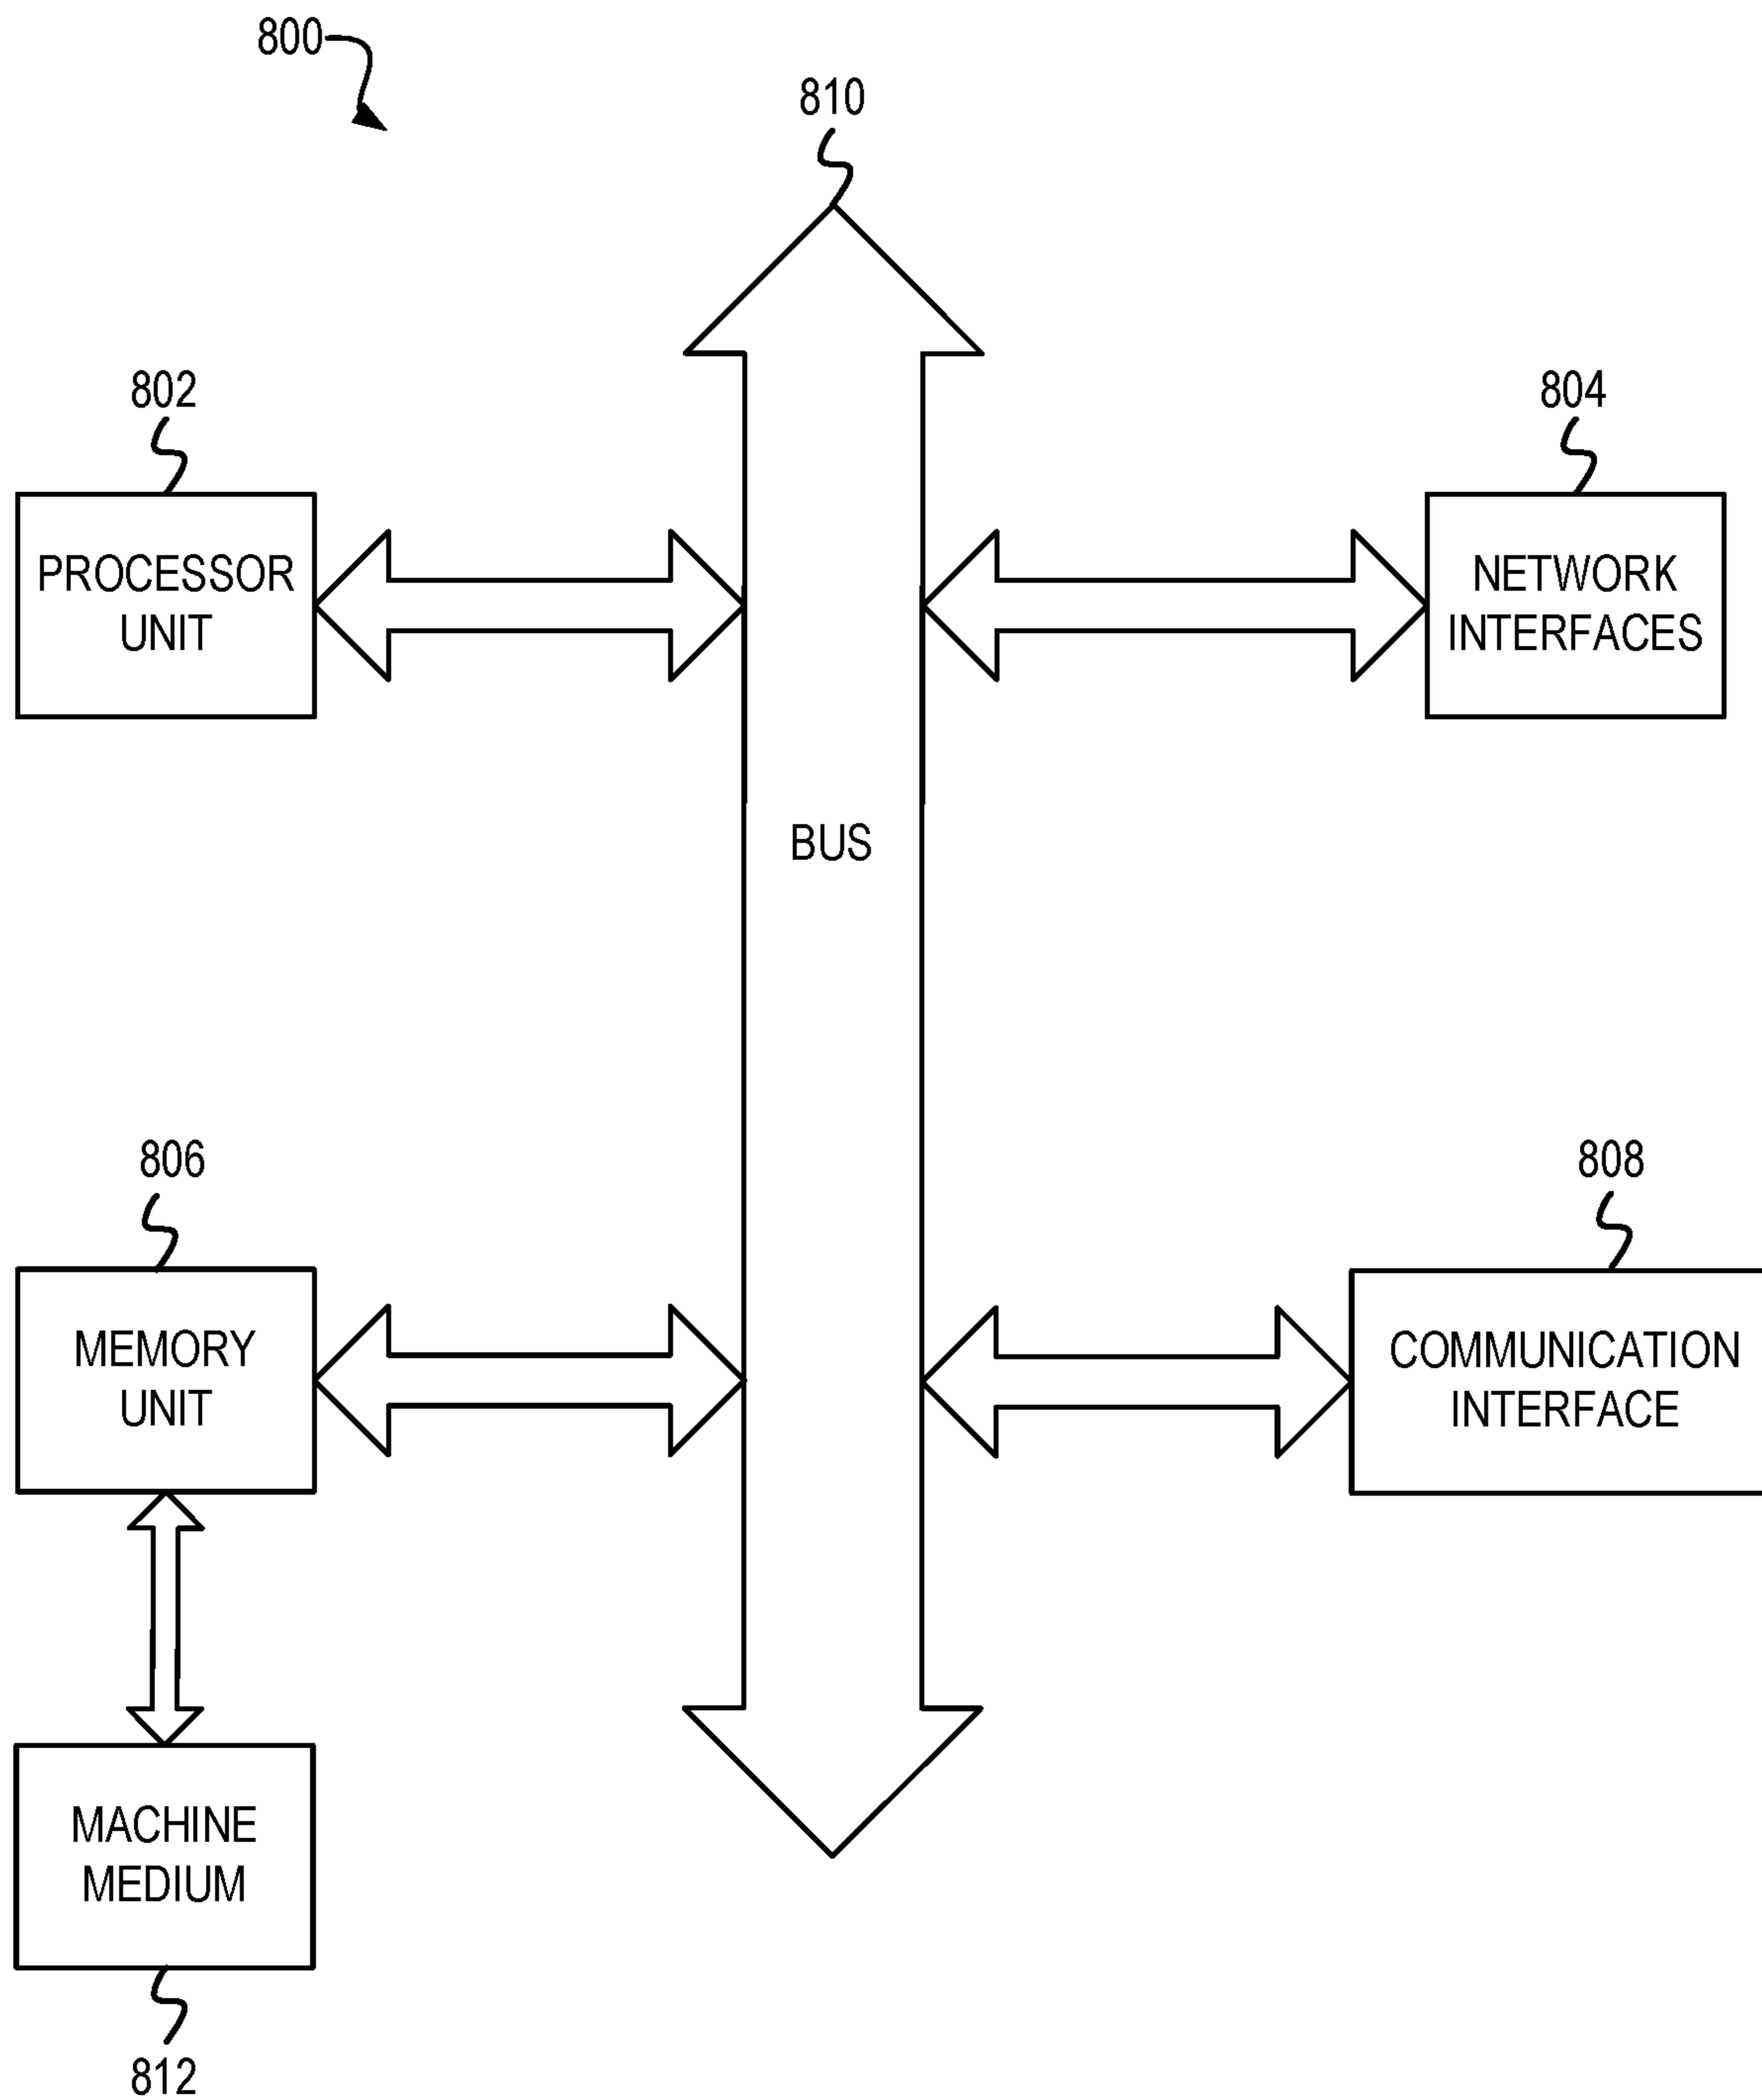 800
810
802
804
PROCESSOR
UNIT
NETWORK
INTERFACES
BUS
806
808
MEMORY
UNIT
COMMUNICATION
INTERFACE
MACHINE
MEDIUM
812